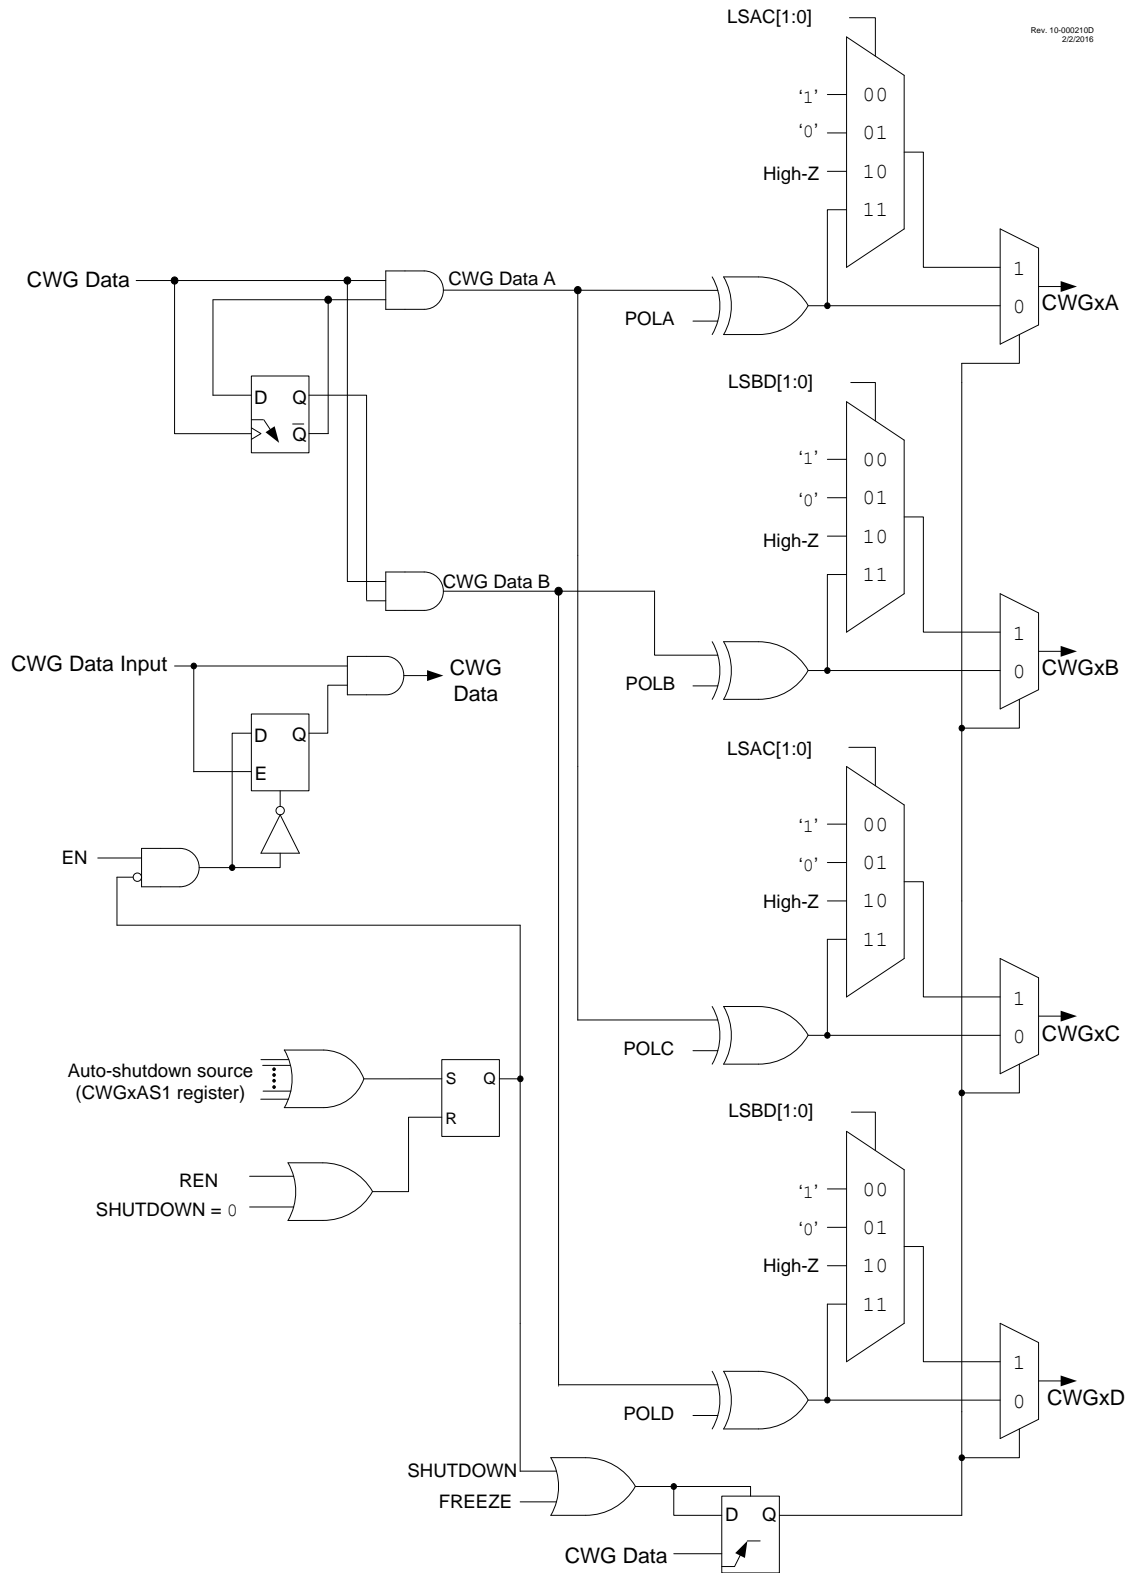 LSAC[1:0]
Rev. 10-000210D
2/2/2016
‘1’ 00
‘0’ 01
High-Z 10
11
CWG Data
CWG Data A
POLA
1
0
CWGxA
D Q
Q̅
LSBD[1:0]
‘1’ 00
‘0’ 01
High-Z 10
11
CWG Data B
POLB
1
0
CWGxB
CWG Data Input
CWG
Data
D Q
E
EN
LSAC[1:0]
‘1’ 00
‘0’ 01
High-Z 10
11
POLC
1
0
CWGxC
Auto-shutdown source
(CWGxAS1 register)
S Q
R
REN
SHUTDOWN = 0
LSBD[1:0]
‘1’ 00
‘0’ 01
High-Z 10
11
POLD
1
0
CWGxD
SHUTDOWN
FREEZE
D Q
CWG Data